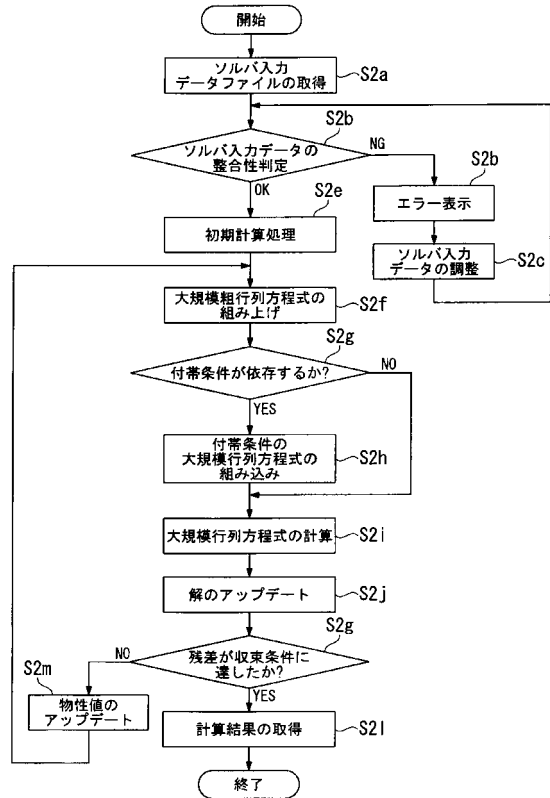 開始
ソルバ入力
データファイルの取得
S2a
S2b
ソルバ入力データの
整合性判定
NG
OK
S2b
エラー表示
S2e
初期計算処理
ソルバ入力
データの調整
S2c
大規模粗行列方程式の
組み上げ
S2f
S2g
付帯条件が依存するか?
NO
YES
付帯条件の
大規模行列方程式の
組み込み
S2h
大規模行列方程式の計算
S2i
解のアップデート
S2j
S2g
残差が収束条件に
達したか?
NO
YES
S2m
物性値の
アップデート
計算結果の取得
S2l
終了